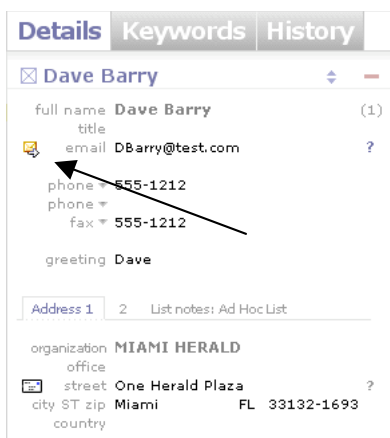 Details Keywords History
Dave Barry
full name Dave Barry (1)
title
email DBarry@test.com ?
phone 555-1212
phone
fax 555-1212
greeting Dave
Address 1 2 List notes: Ad Hoc List
organization MIAMI HERALD
office
street One Herald Plaza ?
city ST zip Miami FL 33132-1693
country